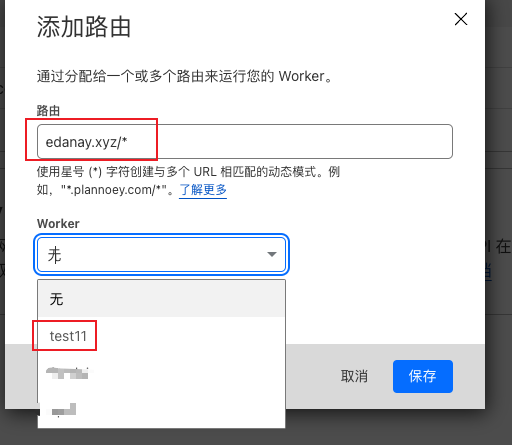 添加路由
通过分配给一个或多个路由来运行您的 Worker。
路由
edanay.xyz/*
使用星号 (*) 字符创建与多个 URL 相匹配的动态模式。例
如，"*.plannoey.com/*"。了解更多
Worker
无
无
test11
取消
保存